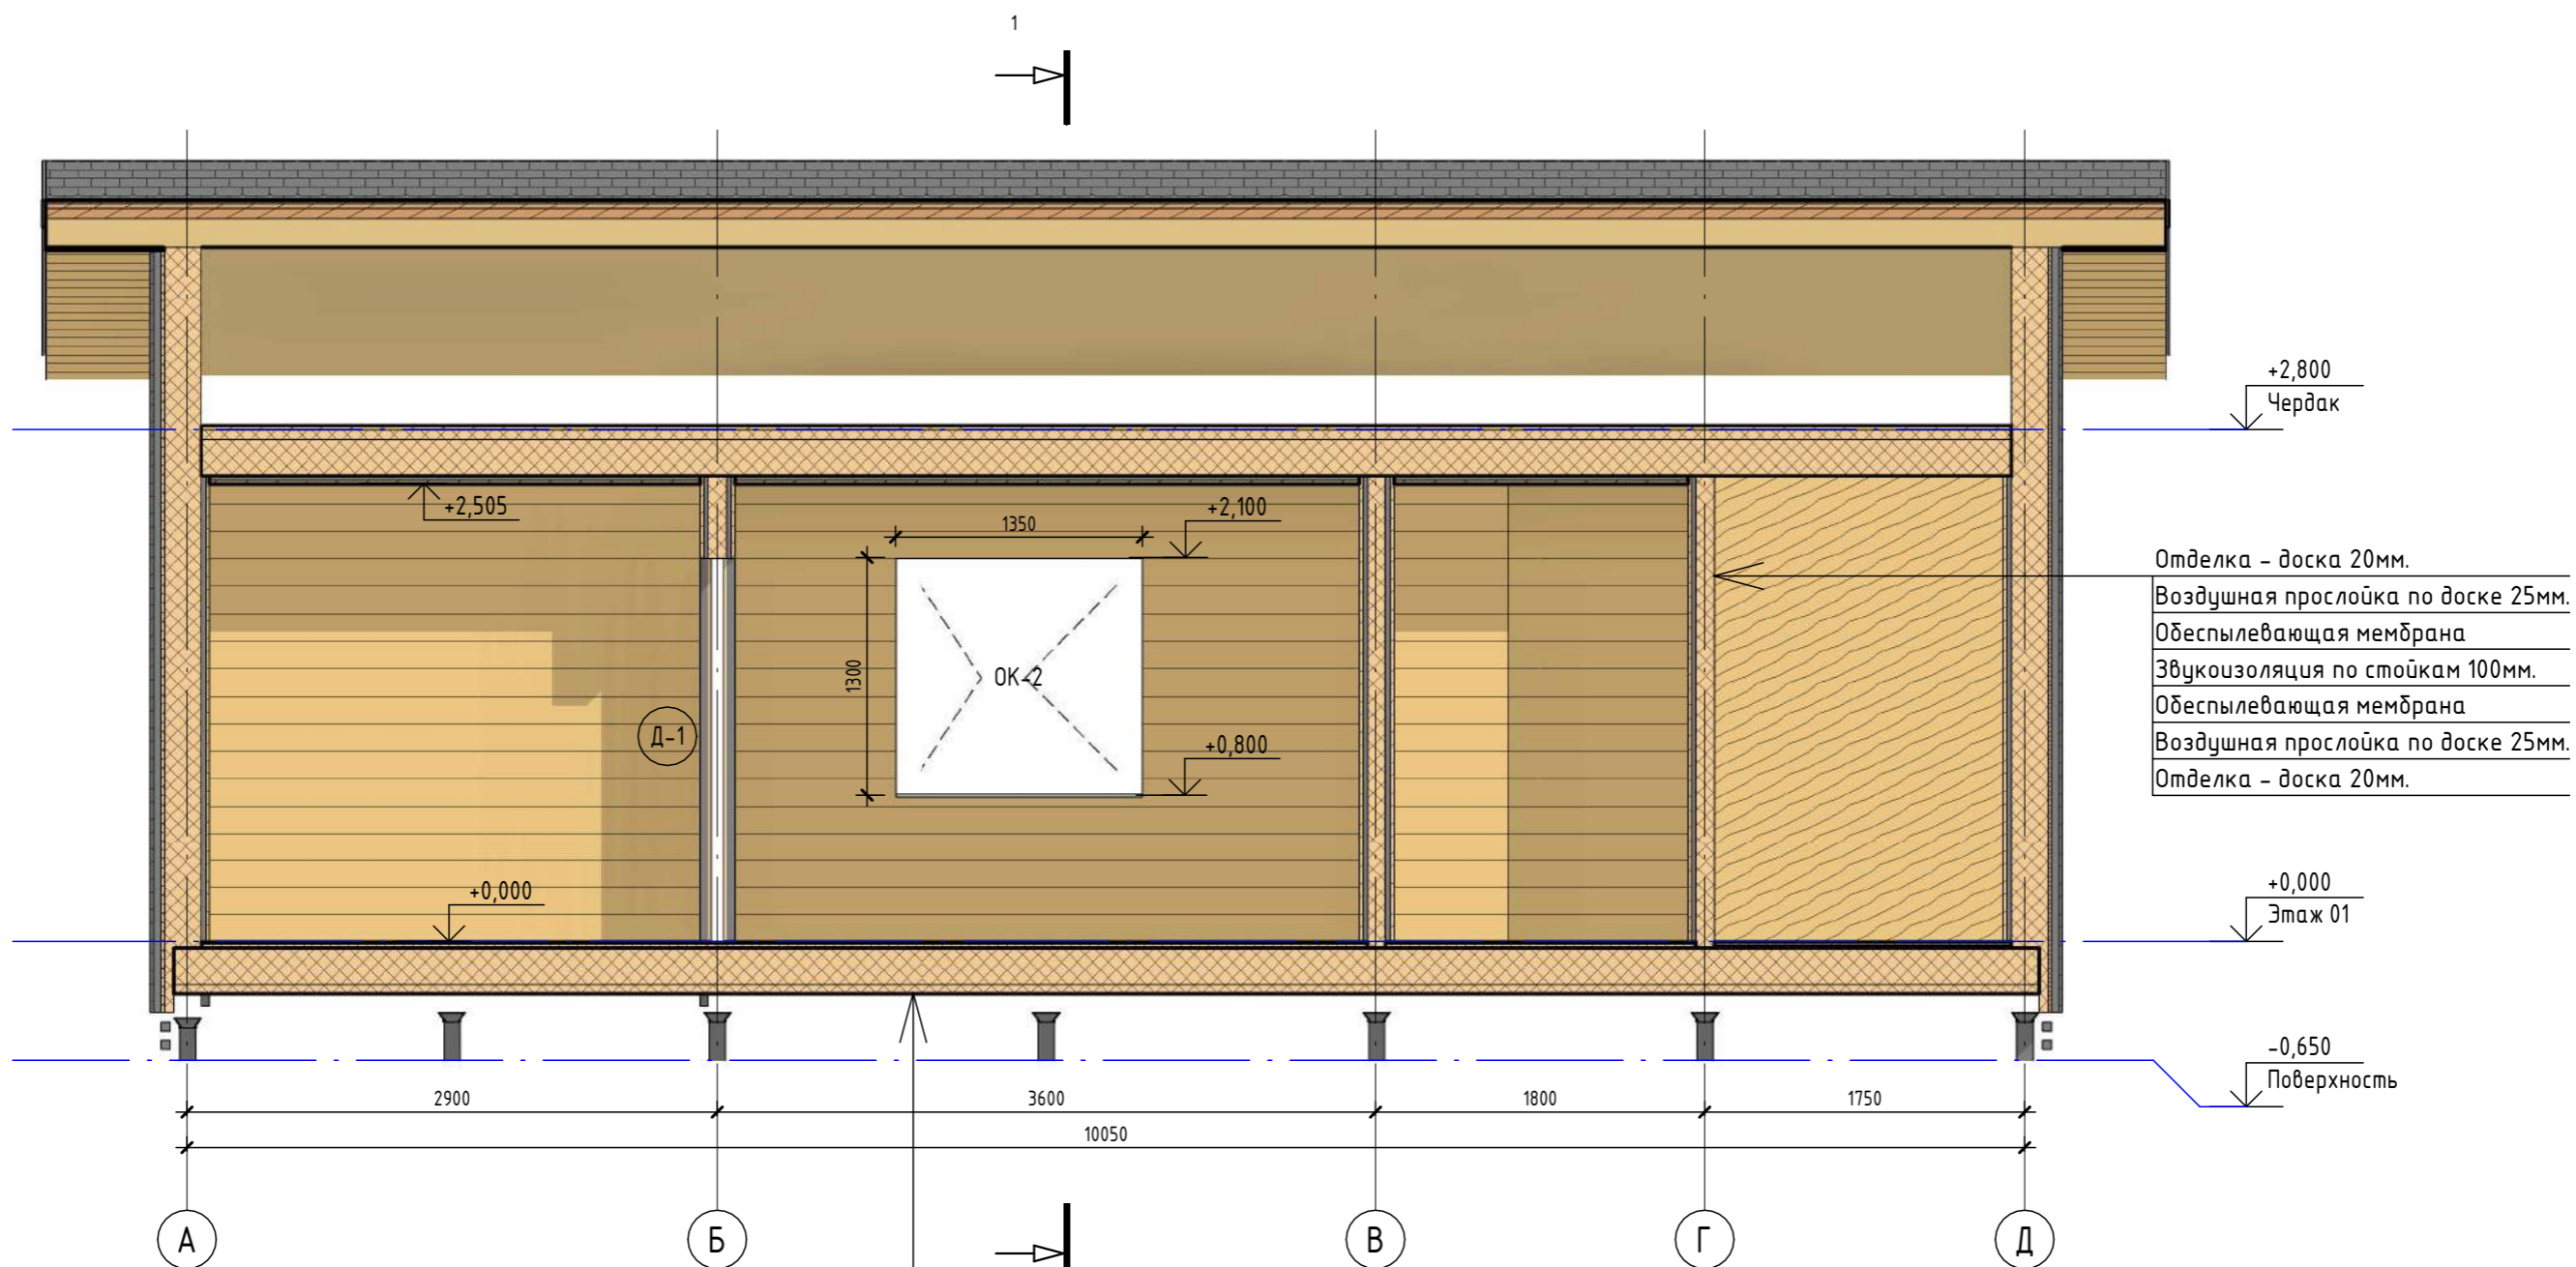 1
+2,800
Чердак
+2,505
1350
+2,100
Отделка - доска 20мм.
Воздушная прослойка по доске 25мм.
Обеспылевающая мембрана
Звукоизоляция по стойкам 100мм.
Обеспылевающая мембрана
Воздушная прослойка по доске 25мм.
Отделка - доска 20мм.
1300
ОК-2
Д-1
+0,800
+0,000
+0,000
Этаж 01
-0,650
Поверхность
2900
3600
1800
1750
10050
А
Б
В
Г
Д